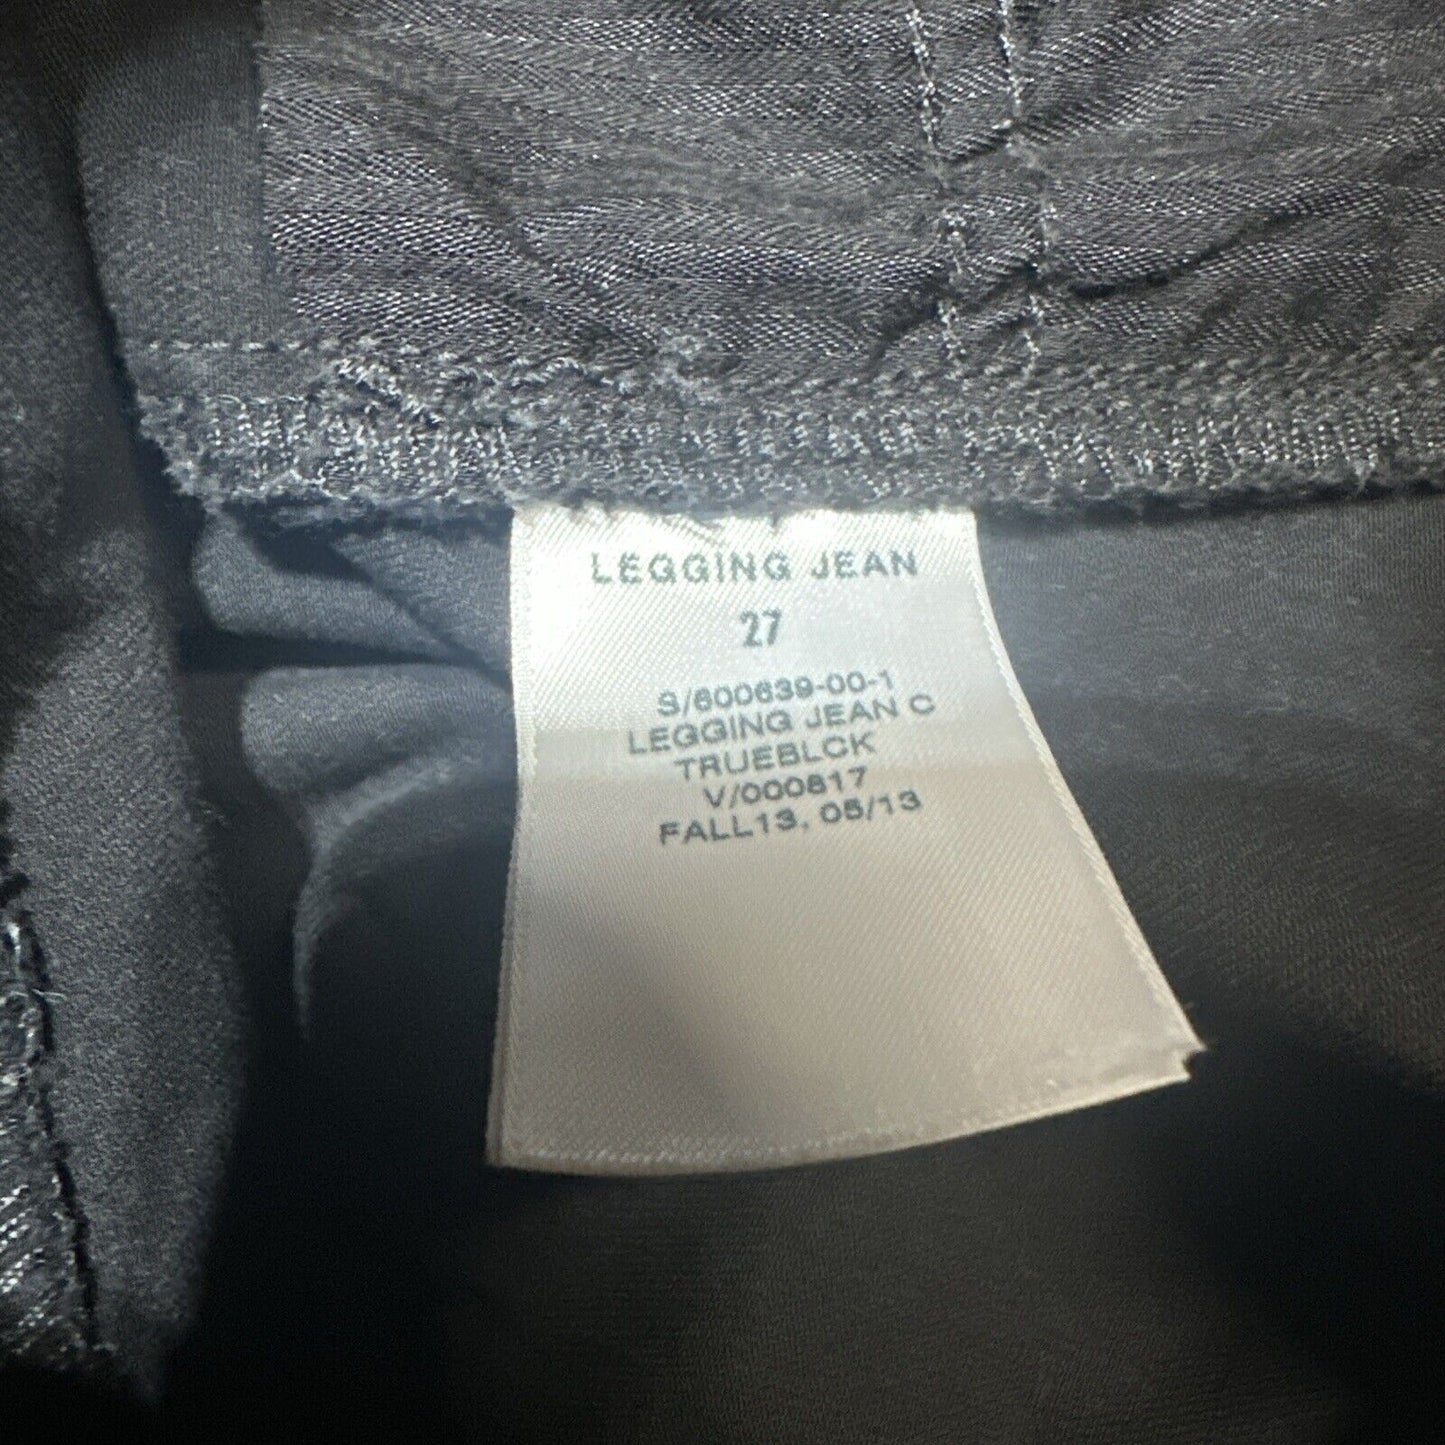 LEGGING JEAN
27
S/600639-00-1
LEGGING JEAN C
TRUEBLCK
V/000817
FALL13, 05/13